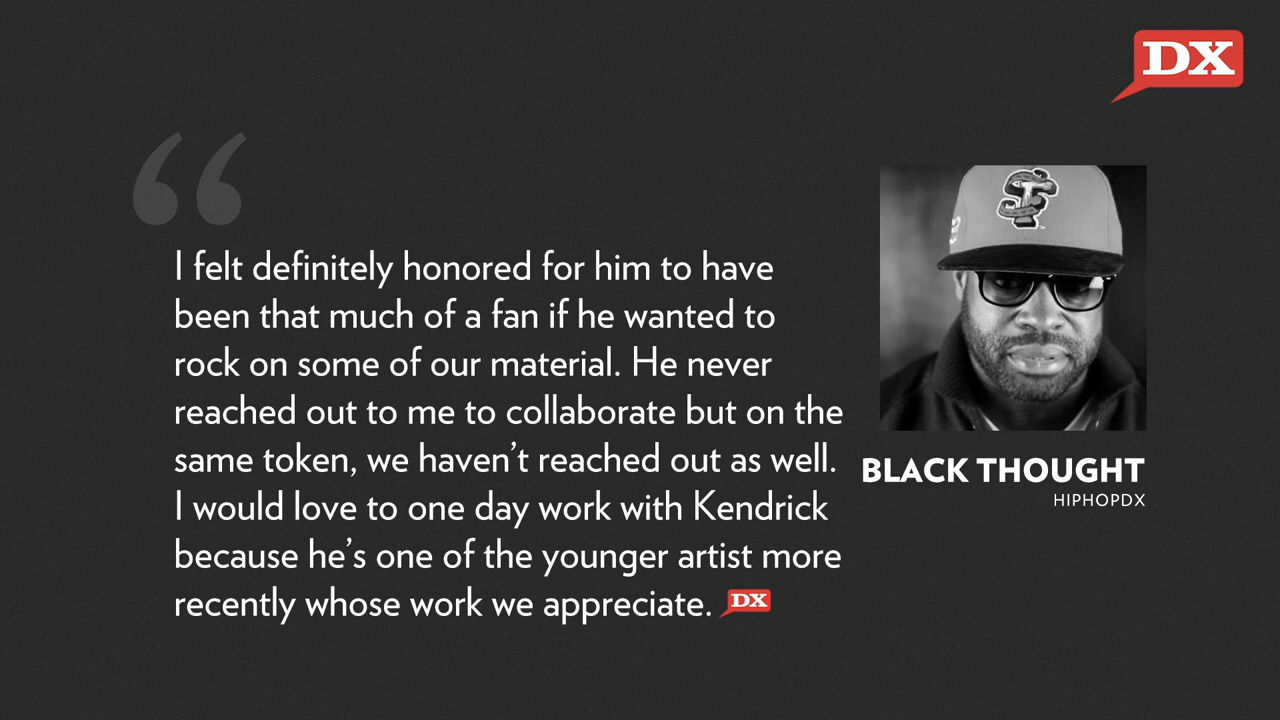 DX
“
I felt definitely honored for him to have
been that much of a fan if he wanted to
rock on some of our material. He never
reached out to me to collaborate but on the
same token, we haven’t reached out as well.
I would love to one day work with Kendrick
because he’s one of the younger artist more
recently whose work we appreciate. DX
BLACK THOUGHT
HIPHOPDX